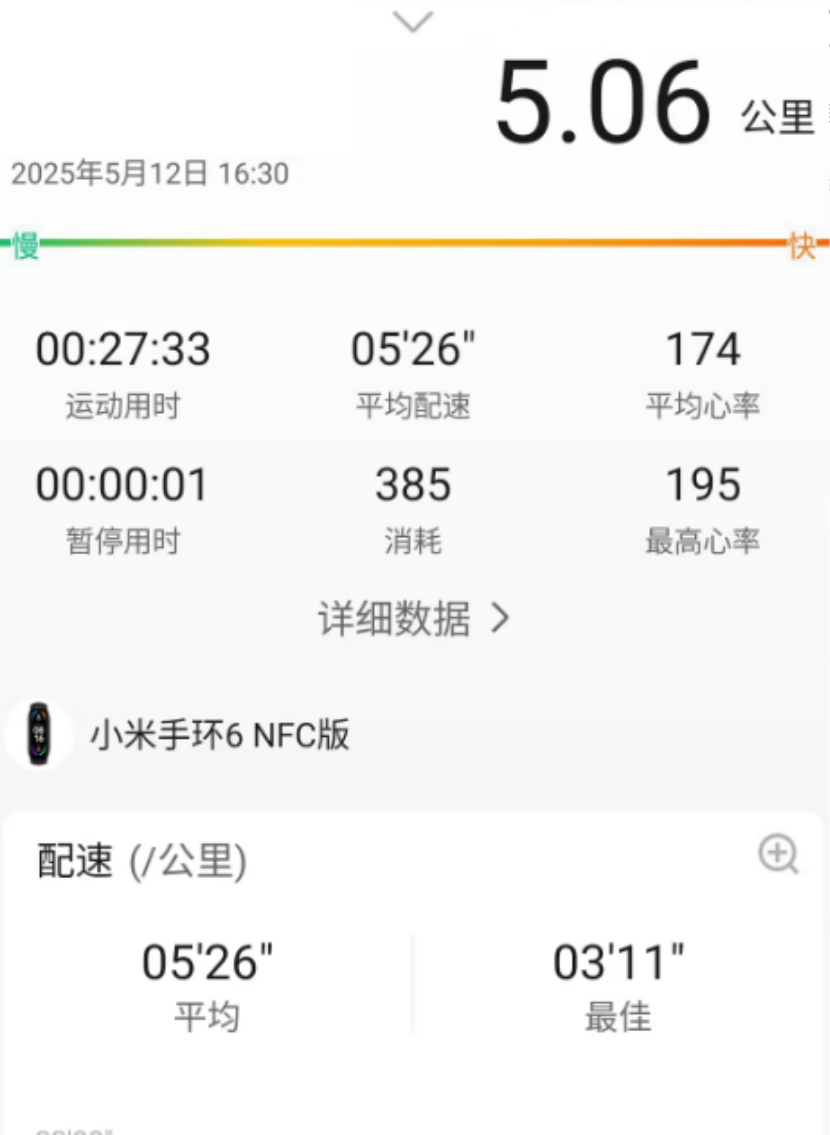 5.06 公里
2025年5月12日 16:30
慢 快
00:27:33 05'26" 174
运动用时 平均配速 平均心率
00:00:01 385 195
暂停用时 消耗 最高心率
详细数据
小米手环6 NFC版
配速 (/公里)
05'26" 03'11"
平均 最佳